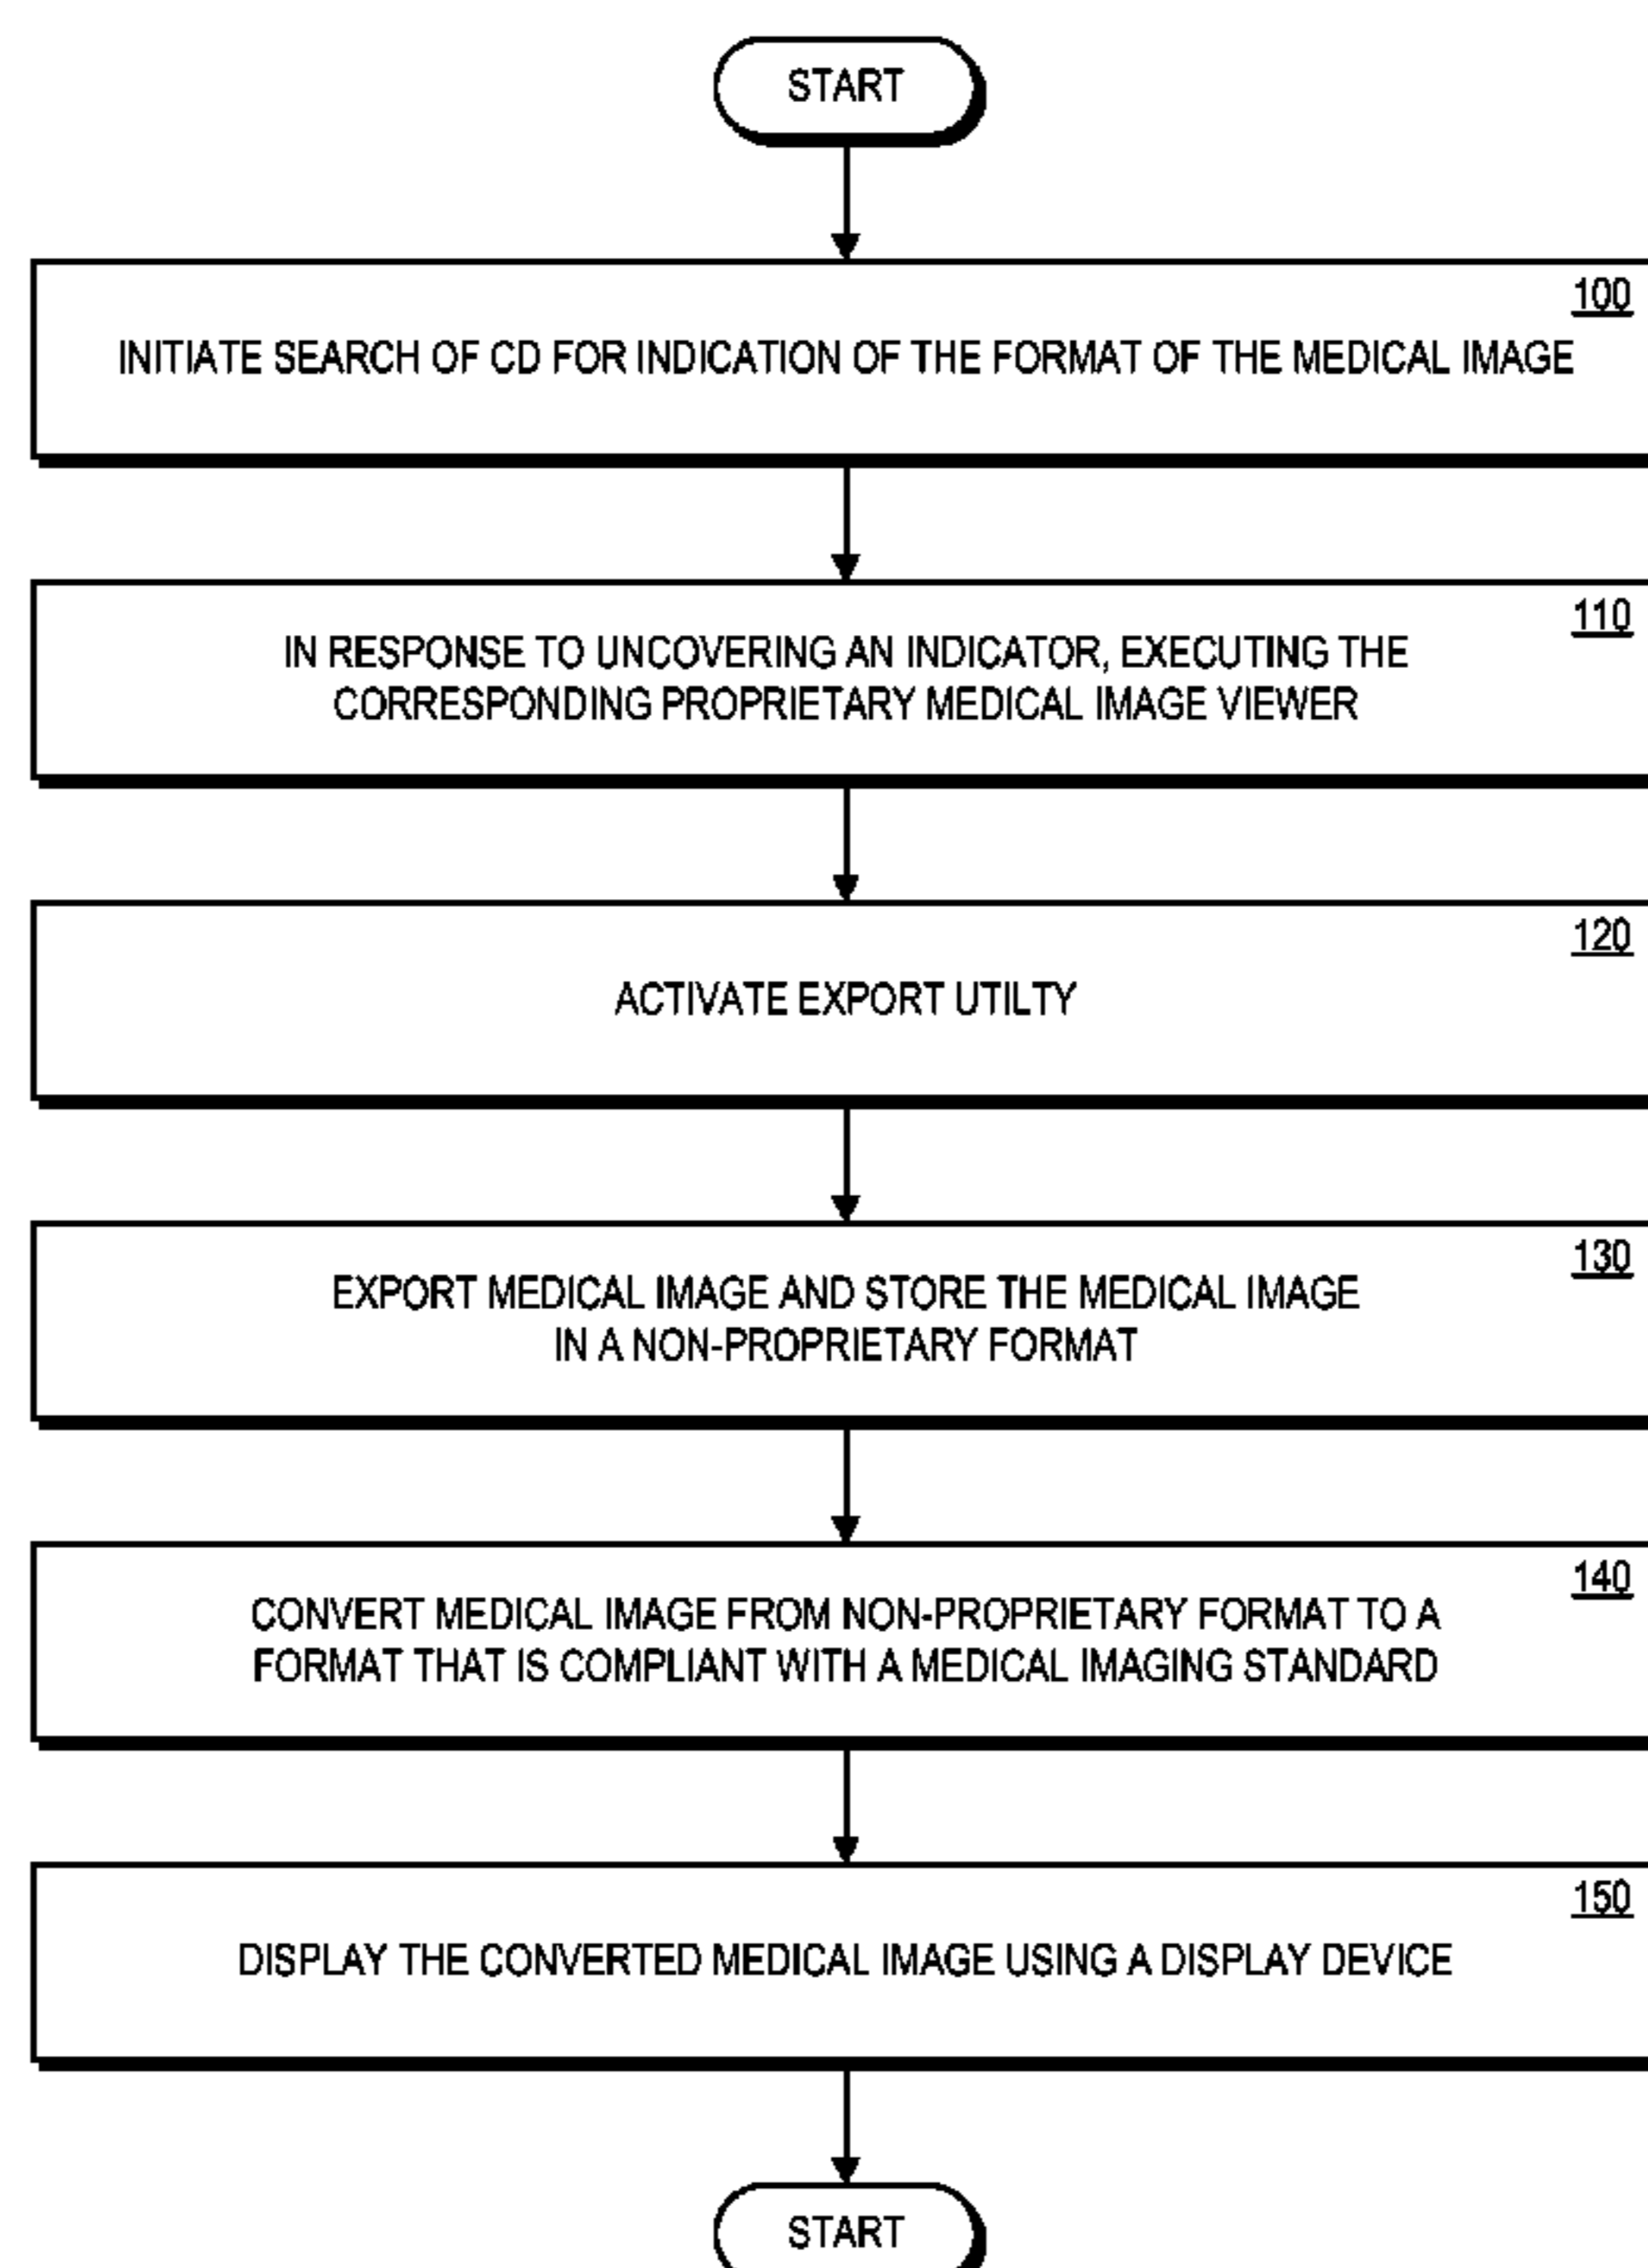 START
100
INITIATE SEARCH OF CD FOR INDICATION OF THE FORMAT OF THE MEDICAL IMAGE
110
IN RESPONSE TO UNCOVERING AN INDICATOR, EXECUTING THE
CORRESPONDING PROPRIETARY MEDICAL IMAGE VIEWER
120
ACTIVATE EXPORT UTILTY
130
EXPORT MEDICAL IMAGE AND STORE THE MEDICAL IMAGE
IN A NON-PROPRIETARY FORMAT
140
CONVERT MEDICAL IMAGE FROM NON-PROPRIETARY FORMAT TO A
FORMAT THAT IS COMPLIANT WITH A MEDICAL IMAGING STANDARD
150
DISPLAY THE CONVERTED MEDICAL IMAGE USING A DISPLAY DEVICE
START